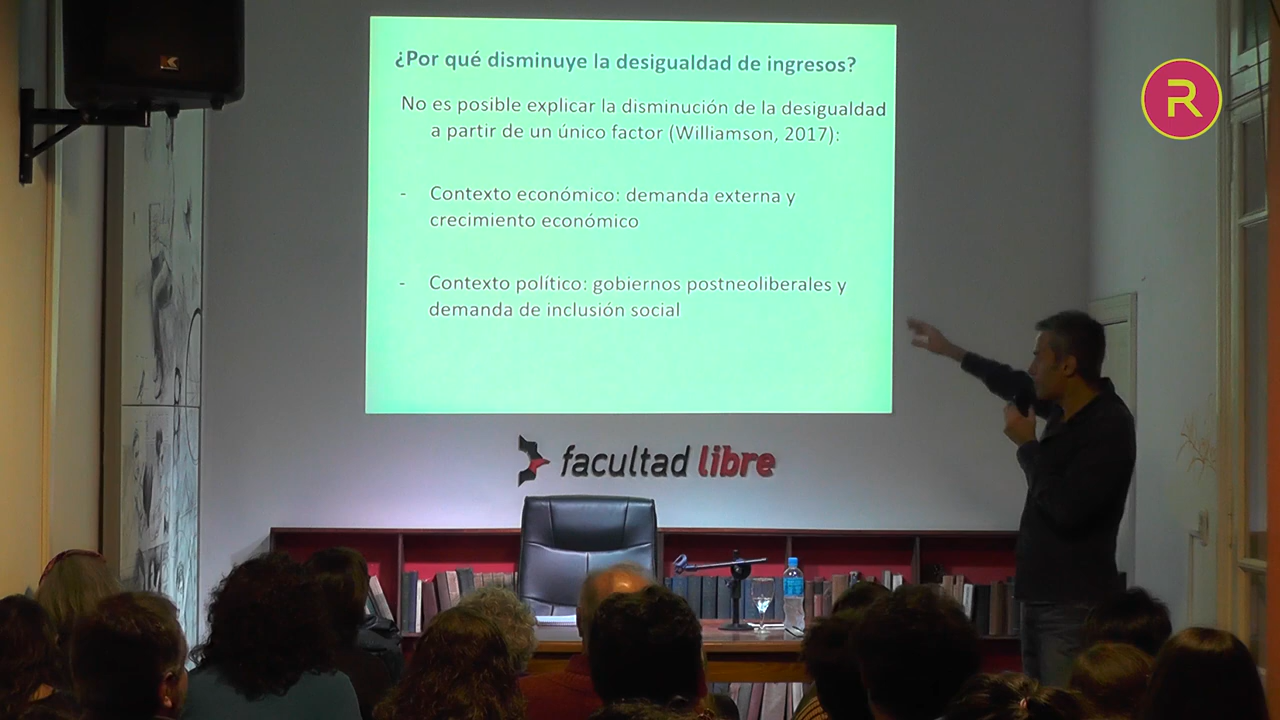 ¿Por qué disminuye la desigualdad de ingresos?
No es posible explicar la disminución de la desigualdad
a partir de un único factor (Williamson, 2017):
- Contexto económico: demanda externa y
crecimiento económico
- Contexto político: gobiernos postneoliberales y
demanda de inclusión social
R
facultad libre